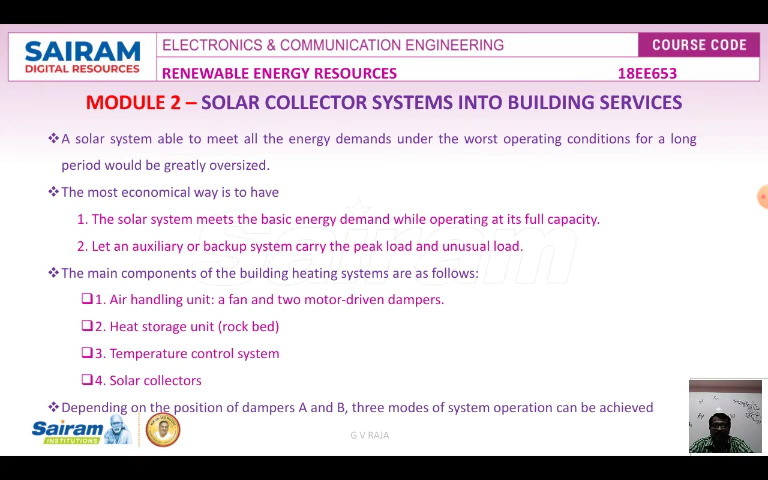 SAIRAM
DIGITAL RESOURCES
ELECTRONICS & COMMUNICATION ENGINEERING
COURSE CODE
RENEWABLE ENERGY RESOURCES
18EE653
MODULE 2 – SOLAR COLLECTOR SYSTEMS INTO BUILDING SERVICES
❖A solar system able to meet all the energy demands under the worst operating conditions for a long
period would be greatly oversized.
❖The most economical way is to have
1. The solar system meets the basic energy demand while operating at its full capacity.
2. Let an auxiliary or backup system carry the peak load and unusual load.
❖The main components of the building heating systems are as follows:
❑1. Air handling unit: a fan and two motor-driven dampers.
❑2. Heat storage unit (rock bed)
❑3. Temperature control system
❑4. Solar collectors
❖Depending on the position of dampers A and B, three modes of system operation can be achieved
Sairam
INSTITUTIONS
G V RAJA
Sairam